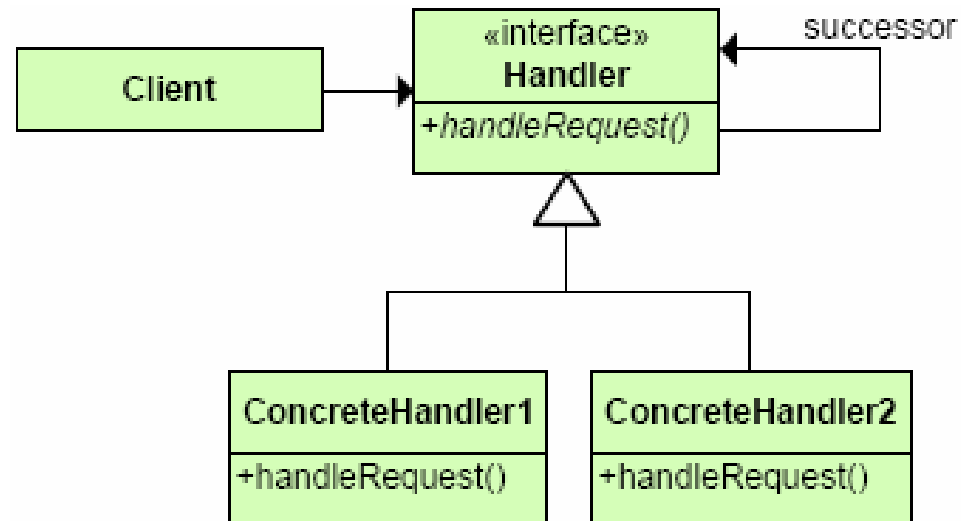 successor
«interface»
Handler
Client
+handleRequest()
ConcreteHandler1
ConcreteHandler2
+handleRequest()
+handleRequest()